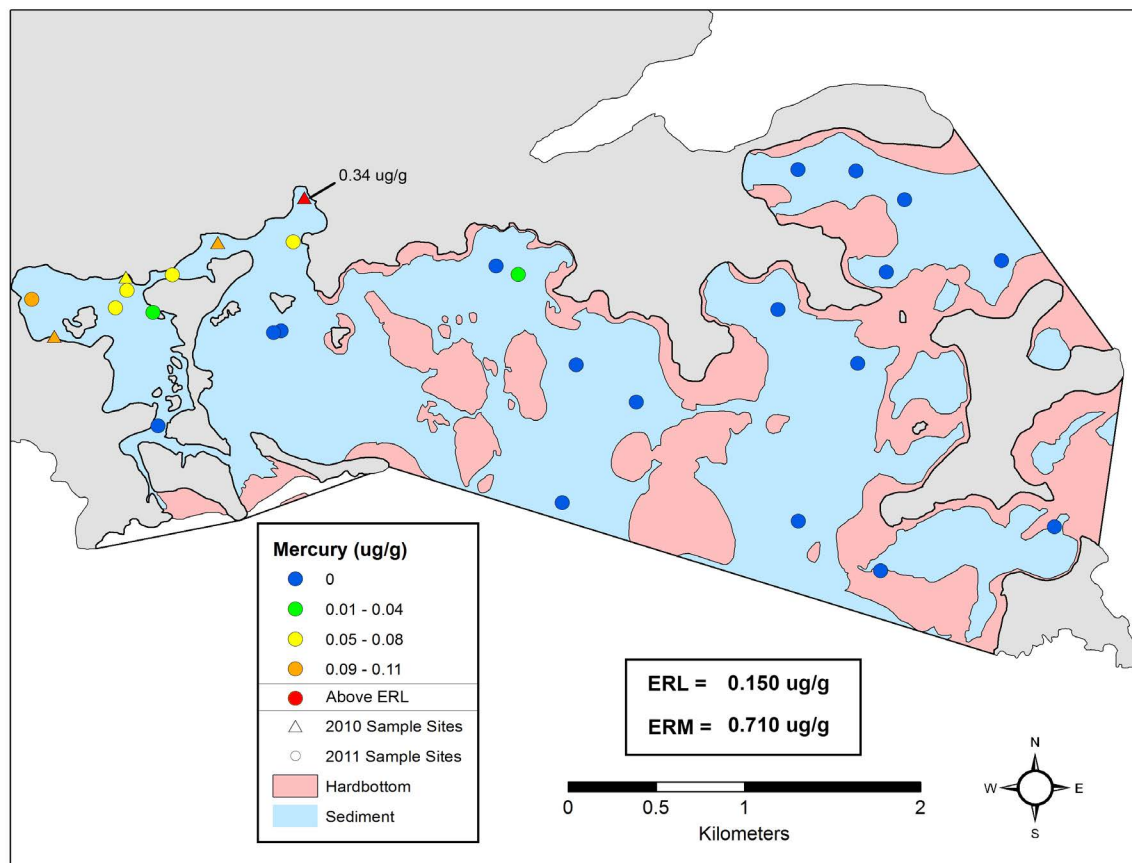 0.34 ug/g
Mercury (ug/g)
0
0.01 - 0.04
0.05 - 0.08
0.09 - 0.11
Above ERL
2010 Sample Sites
2011 Sample Sites
Hardbottom
Sediment
ERL = 0.150 ug/g
ERM = 0.710 ug/g
0 0.5 1 2
Kilometers
N
W E
S